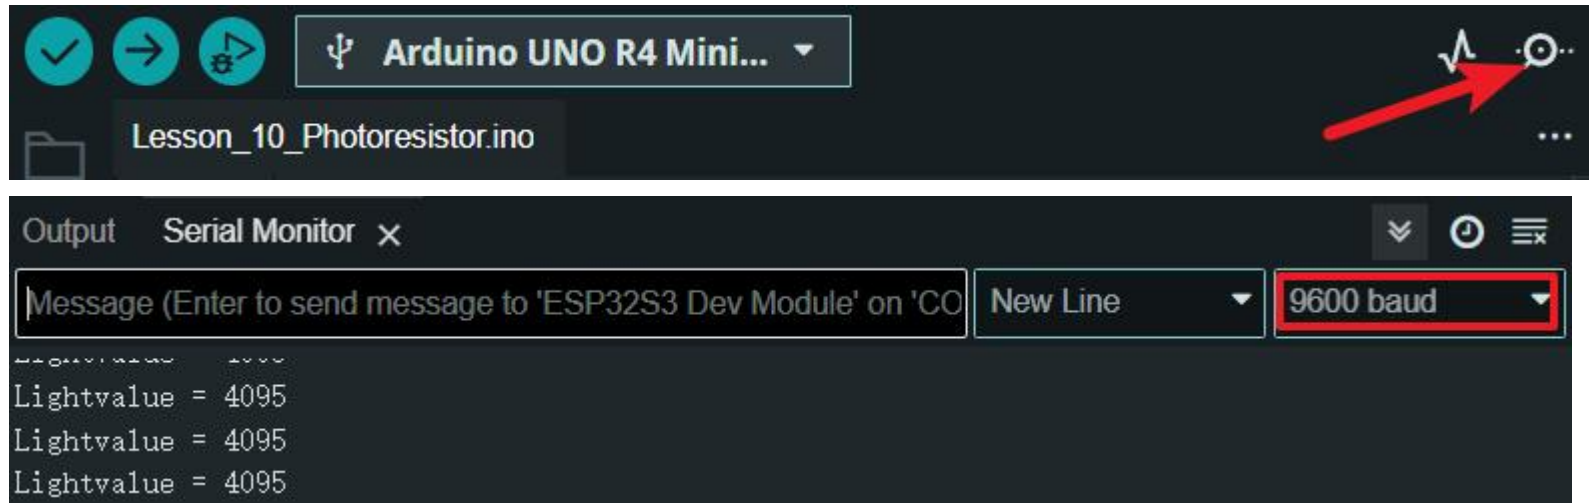 Arduino UNO R4 Mini...
Lesson_10_Photoresistor.ino
Output Serial Monitor
Message (Enter to send message to 'ESP32S3 Dev Module' on 'CO
New Line
9600 baud
Lightvalue = 4095
Lightvalue = 4095
Lightvalue = 4095